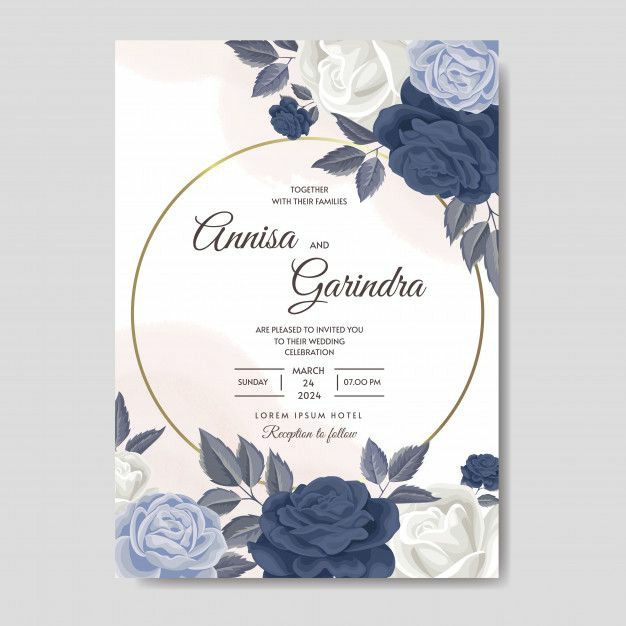 TOGETHER
WITH THEIR FAMILIES
Annisa AND
Garindra
ARE PLEASED TO INVITED YOU
TO THEIR WEDDING
CELEBRATION
MARCH
SUNDAY 24 07.00 PM
2024
LOREM IPSUM HOTEL
Reception to follow